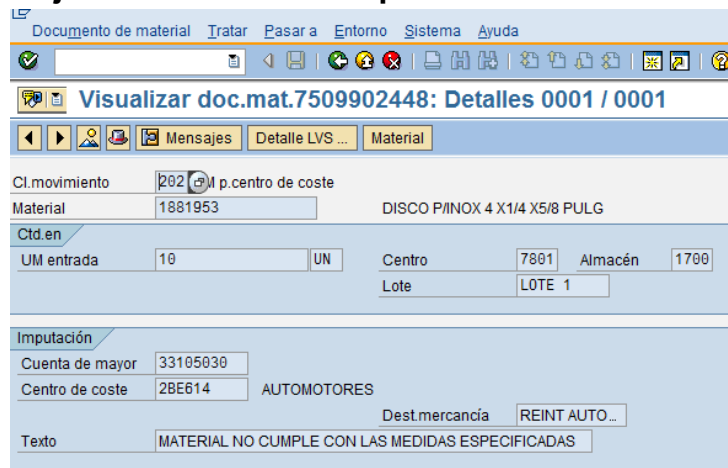 Documento de material Tratar Pasar a Entorno Sistema Ayuda
Visualizar doc.mat.7509902448: Detalles 0001 / 0001
Mensajes Detalle LVS ... Material
Cl.movimiento 202 p.centro de coste
Material 1881953 DISCO P/INOX 4 X1/4 X5/8 PULG
Ctd.en
UM entrada 10 UN Centro 7801 Almacén 1700
Lote LOTE 1
Imputación
Cuenta de mayor 33105030
Centro de coste 2BE614 AUTOMOTORES
Dest.mercancía REINT AUTO...
Texto MATERIAL NO CUMPLE CON LAS MEDIDAS ESPECIFICADAS